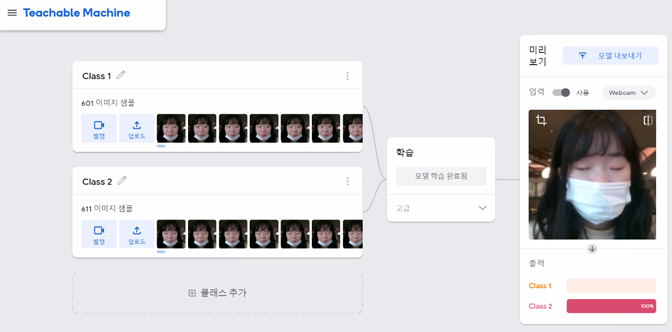 Teachable Machine
Class 1
601 이미지 샘플
웹캠
업로드
Class 2
611 이미지 샘플
웹캠
업로드
클래스 추가
학습
모델 학습 완료됨
고급
미리
보기
모델 내보내기
입력
사용
Webcam
출력
Class 1
Class 2
100%